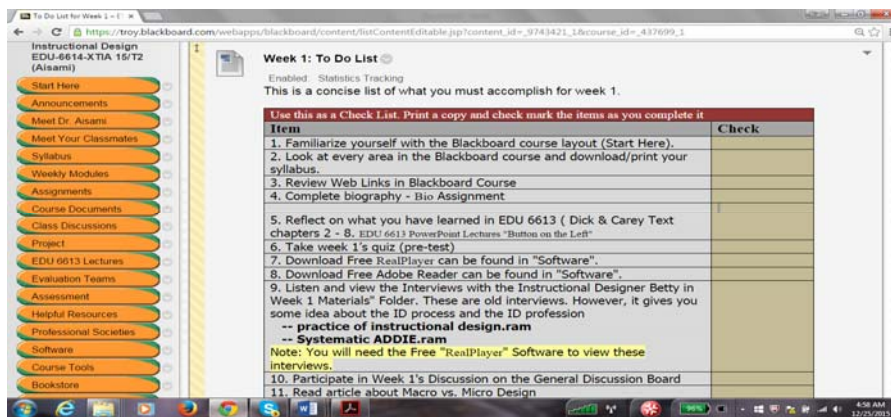 To Do List for Week 1 – (
https://troy.blackboard.com/webapps/blackboard/content/listContentEditable.jsp?content_id=_9743421_1&course_id=_437699_1
Instructional Design
EDU-6614-XTIA 15/T2
(Aisami)
Start Here
Announcements
Meet Dr. Aisami
Meet Your Classmates
Syllabus
Weekly Modules
Assignments
Course Documents
Class Discussions
Project
EDU 6613 Lectures
Evaluation Teams
Assessment
Helpful Resources
Professional Societies
Software
Course Tools
Bookstore
Week 1: To Do List
Enabled: Statistics Tracking
This is a concise list of what you must accomplish for week 1.
Use this as a Check List. Print a copy and check mark the items as you complete it
Item Check
1. Familiarize yourself with the Blackboard course layout (Start Here).
2. Look at every area in the Blackboard course and download/print your
syllabus.
3. Review Web Links in Blackboard Course
4. Complete biography - Bio Assignment
5. Reflect on what you have learned in EDU 6613 ( Dick & Carey Text
chapters 2 - 8. EDU 6613 PowerPoint Lectures "Button on the Left"
6. Take week 1's quiz (pre-test)
7. Download Free RealPlayer can be found in "Software".
8. Download Free Adobe Reader can be found in "Software".
9. Listen and view the Interviews with the Instructional Designer Betty in
Week 1 Materials" Folder. These are old interviews. However, it gives you
some idea about the ID process and the ID profession
-- practice of instructional design.ram
-- Systematic ADDIE.ram
Note: You will need the Free "RealPlayer" Software to view these
interviews.
10. Participate in Week 1's Discussion on the General Discussion Board
11. Read article about Macro vs. Micro Design
96%
4:58 AM